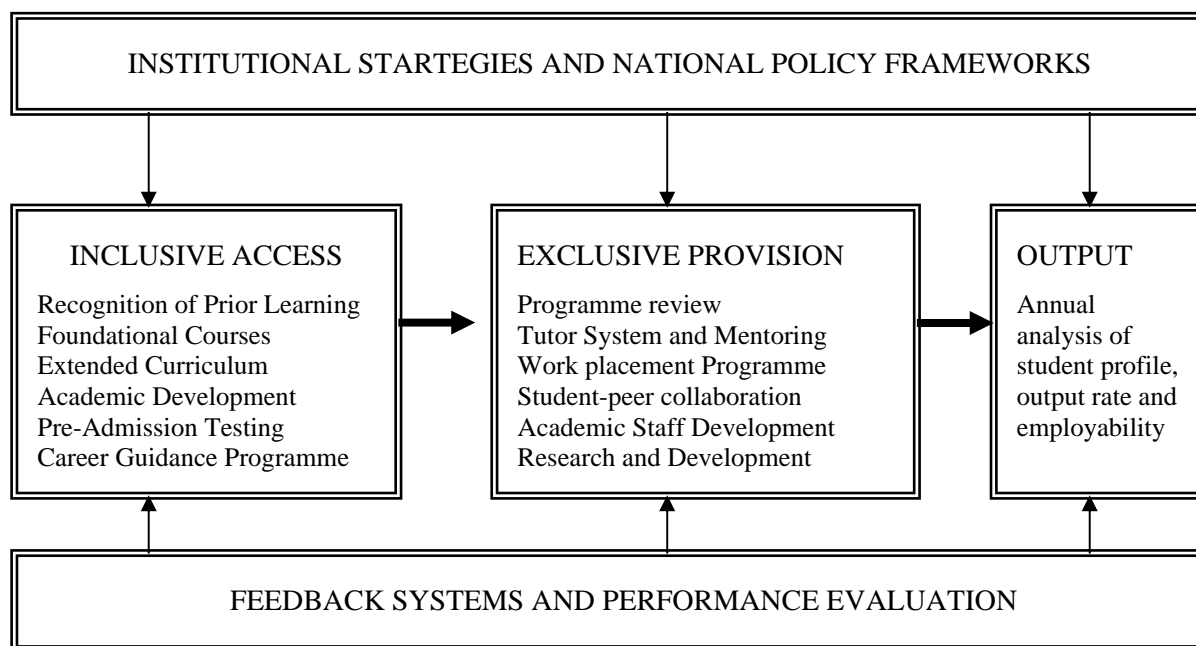 INSTITUTIONAL STARTEGIES AND NATIONAL POLICY FRAMEWORKS
INCLUSIVE ACCESS
Recognition of Prior Learning
Foundational Courses
Extended Curriculum
Academic Development
Pre-Admission Testing
Career Guidance Programme
EXCLUSIVE PROVISION
Programme review
Tutor System and Mentoring
Work placement Programme
Student-peer collaboration
Academic Staff Development
Research and Development
OUTPUT
Annual
analysis of
student profile,
output rate and
employability
FEEDBACK SYSTEMS AND PERFORMANCE EVALUATION